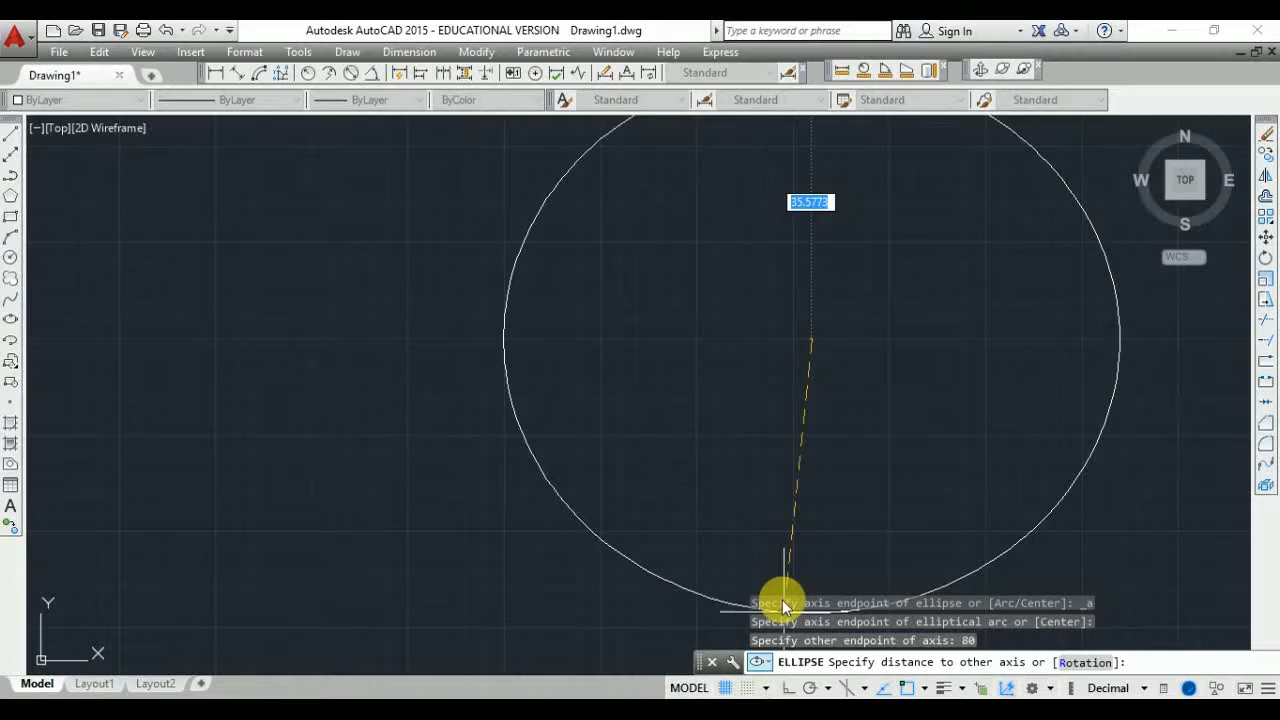 Autodesk AutoCAD 2015 - EDUCATIONAL VERSION Drawing1.dwg
Type a keyword or phrase
Sign In
File Edit View Insert Format Tools Draw Dimension Modify Parametric Window Help Express
Drawing1*
Standard
ByLayer ByLayer ByLayer ByColor Standard Standard Standard Standard
[−][Top][2D Wireframe]
N
W TOP E
S
WCS
35.5773
Y
X
Specify axis endpoint of ellipse or [Arc/Center]: _a
Specify axis endpoint of elliptical arc or [Center]:
Specify other endpoint of axis: 80
ELLIPSE Specify distance to other axis or [Rotation]:
Model Layout1 Layout2
MODEL Decimal